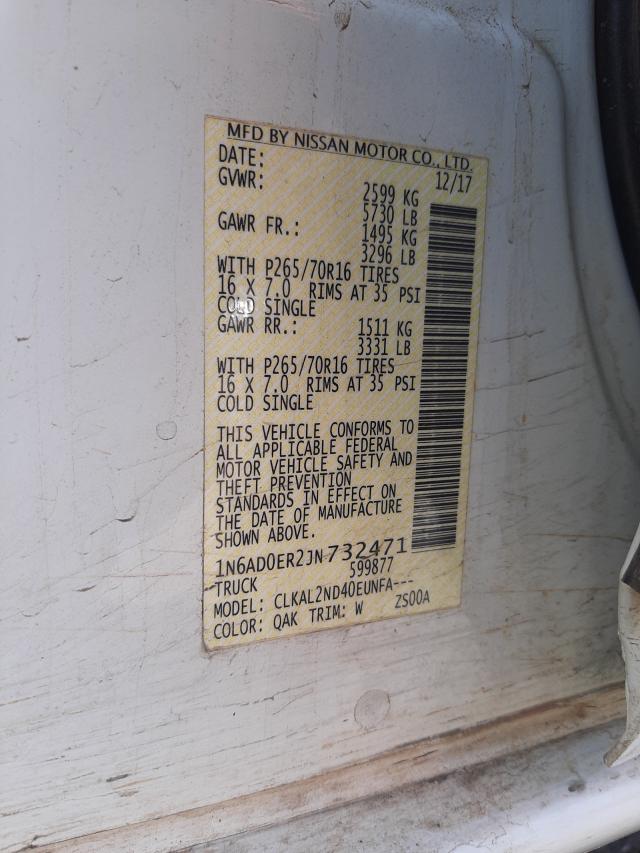 MFD BY NISSAN MOTOR CO., LTD.
DATE: 12/17
GVWR: 2599 KG
5730 LB
GAWR FR.: 1495 KG
3296 LB
WITH P265/70R16 TIRES
16 X 7.0 RIMS AT 35 PSI
COLD SINGLE
GAWR RR.: 1511 KG
3331 LB
WITH P265/70R16 TIRES
16 X 7.0 RIMS AT 35 PSI
COLD SINGLE
THIS VEHICLE CONFORMS TO
ALL APPLICABLE FEDERAL
MOTOR VEHICLE SAFETY AND
THEFT PREVENTION
STANDARDS IN EFFECT ON
THE DATE OF MANUFACTURE
SHOWN ABOVE.
1N6AD0ER2JN732471
TRUCK 599877
MODEL: CLKAL2ND40EUNFA---
COLOR: QAK TRIM: W ZS00A